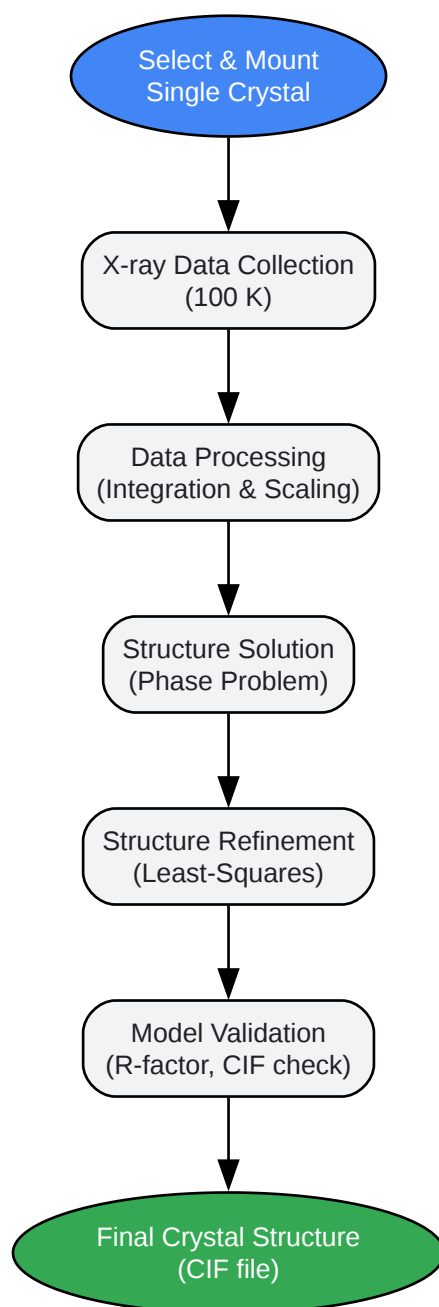 Select & Mount
Single Crystal
X-ray Data Collection
(100 K)
Data Processing
(Integration & Scaling)
Structure Solution
(Phase Problem)
Structure Refinement
(Least-Squares)
Model Validation
(R-factor, CIF check)
Final Crystal Structure
(CIF file)